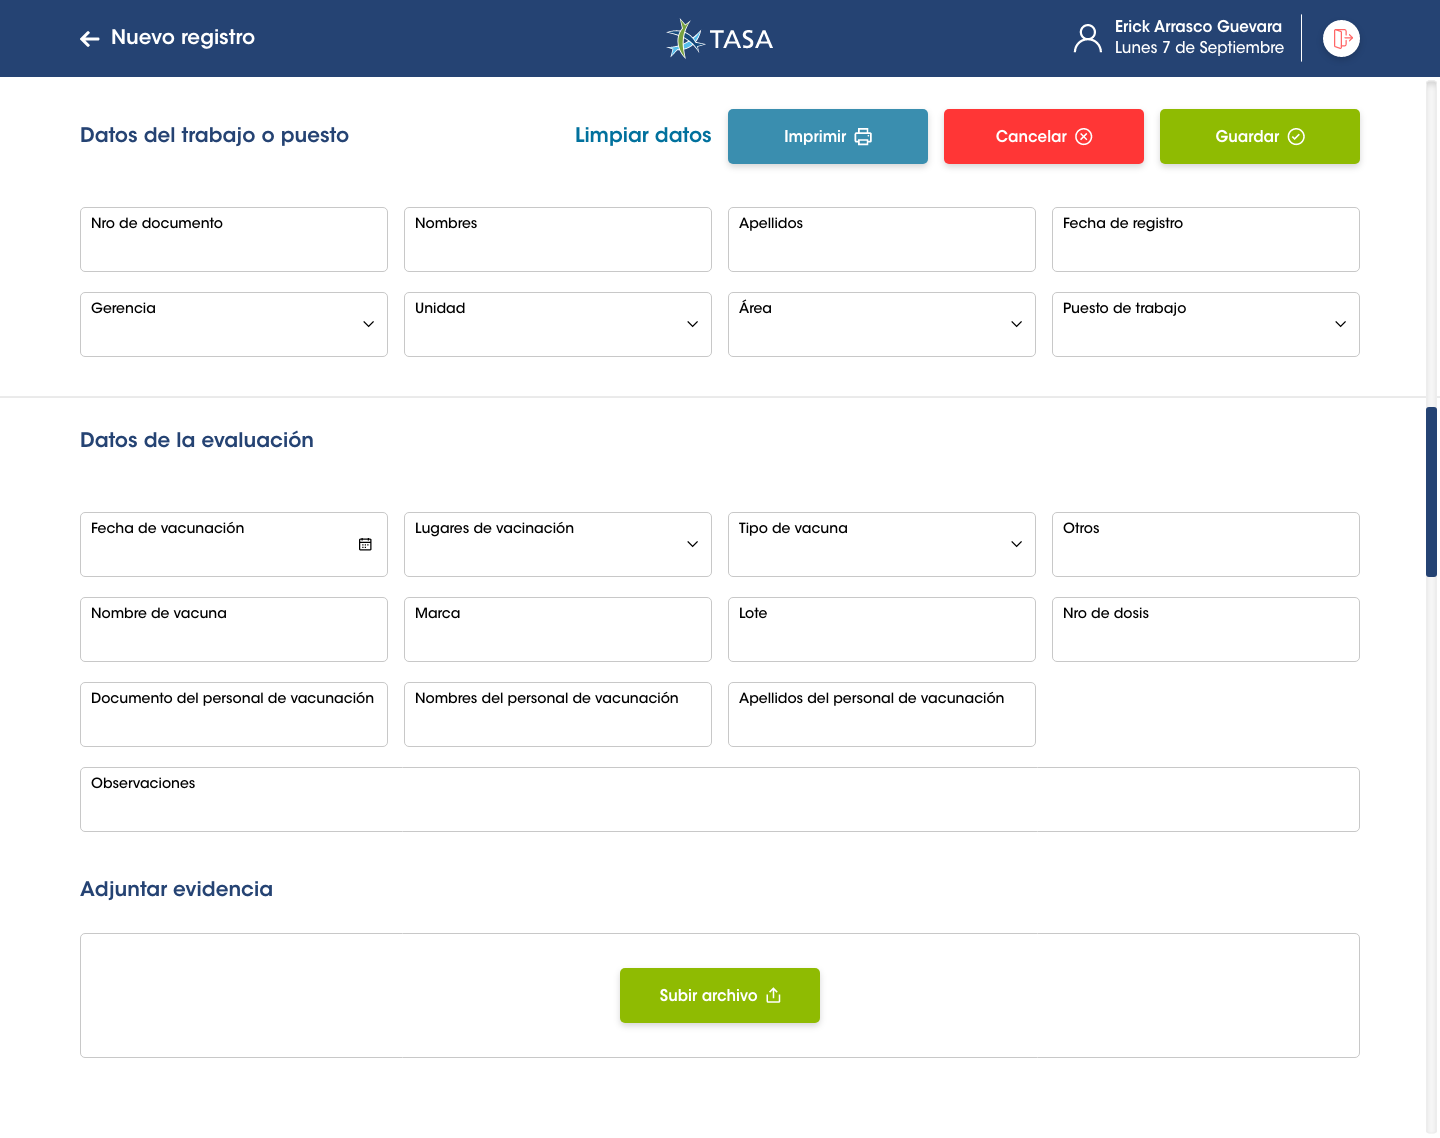 Nuevo registro
TASA
Erick Arrasco Guevara
Lunes 7 de Septiembre
Datos del trabajo o puesto
Limpiar datos
Imprimir
Cancelar
Guardar
Nro de documento
Nombres
Apellidos
Fecha de registro
Gerencia
Unidad
Área
Puesto de trabajo
Datos de la evaluación
Fecha de vacunación
Lugares de vacinación
Tipo de vacuna
Otros
Nombre de vacuna
Marca
Lote
Nro de dosis
Documento del personal de vacunación
Nombres del personal de vacunación
Apellidos del personal de vacunación
Observaciones
Adjuntar evidencia
Subir archivo